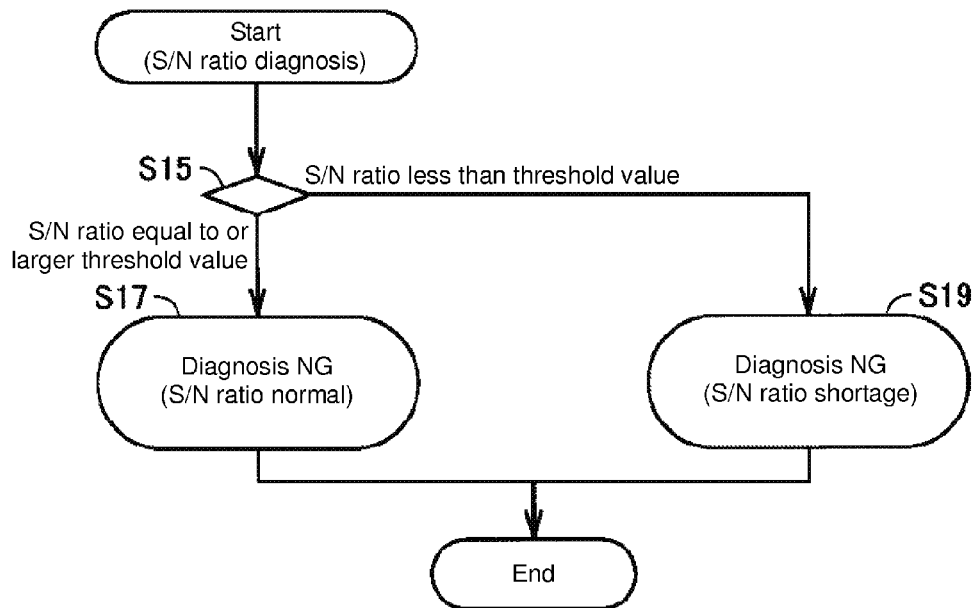 Start
(S/N ratio diagnosis)
S15
S/N ratio less than threshold value
S/N ratio equal to or
larger threshold value
S17
S19
Diagnosis NG
(S/N ratio normal)
Diagnosis NG
(S/N ratio shortage)
End